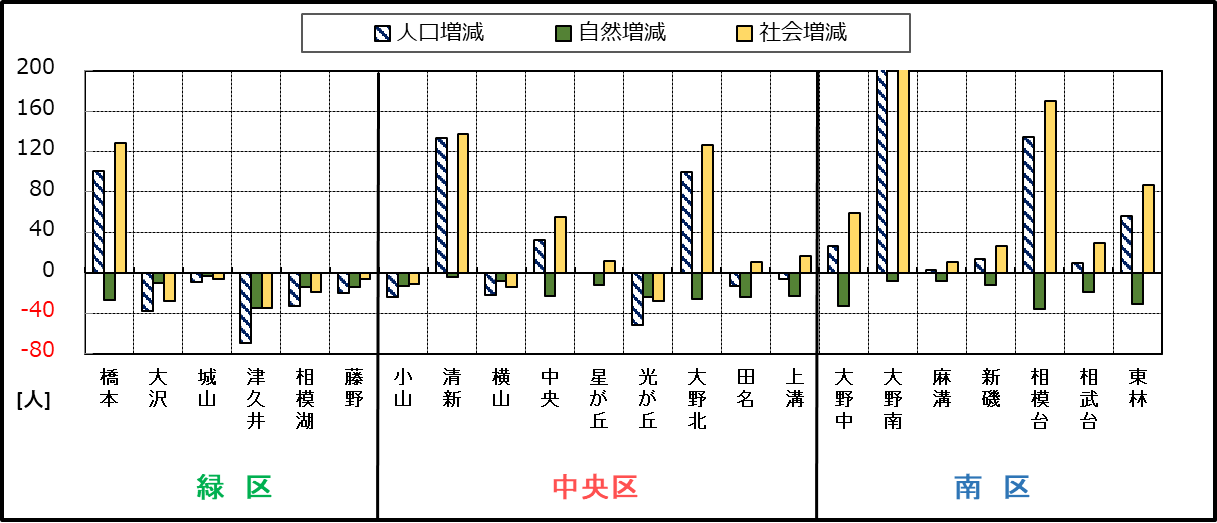 人口増減 自然増減 社会増減
200
160
120
80
40
0
-40
-80
[人]
橋本 大沢 城山 津久井 相模湖 藤野 小山 清新 横山 中央 星が丘 光が丘 大野北 田名 上溝 大野中 大野南 麻溝 新磯 相模台 相武台 東林
緑 区 中央区 南 区